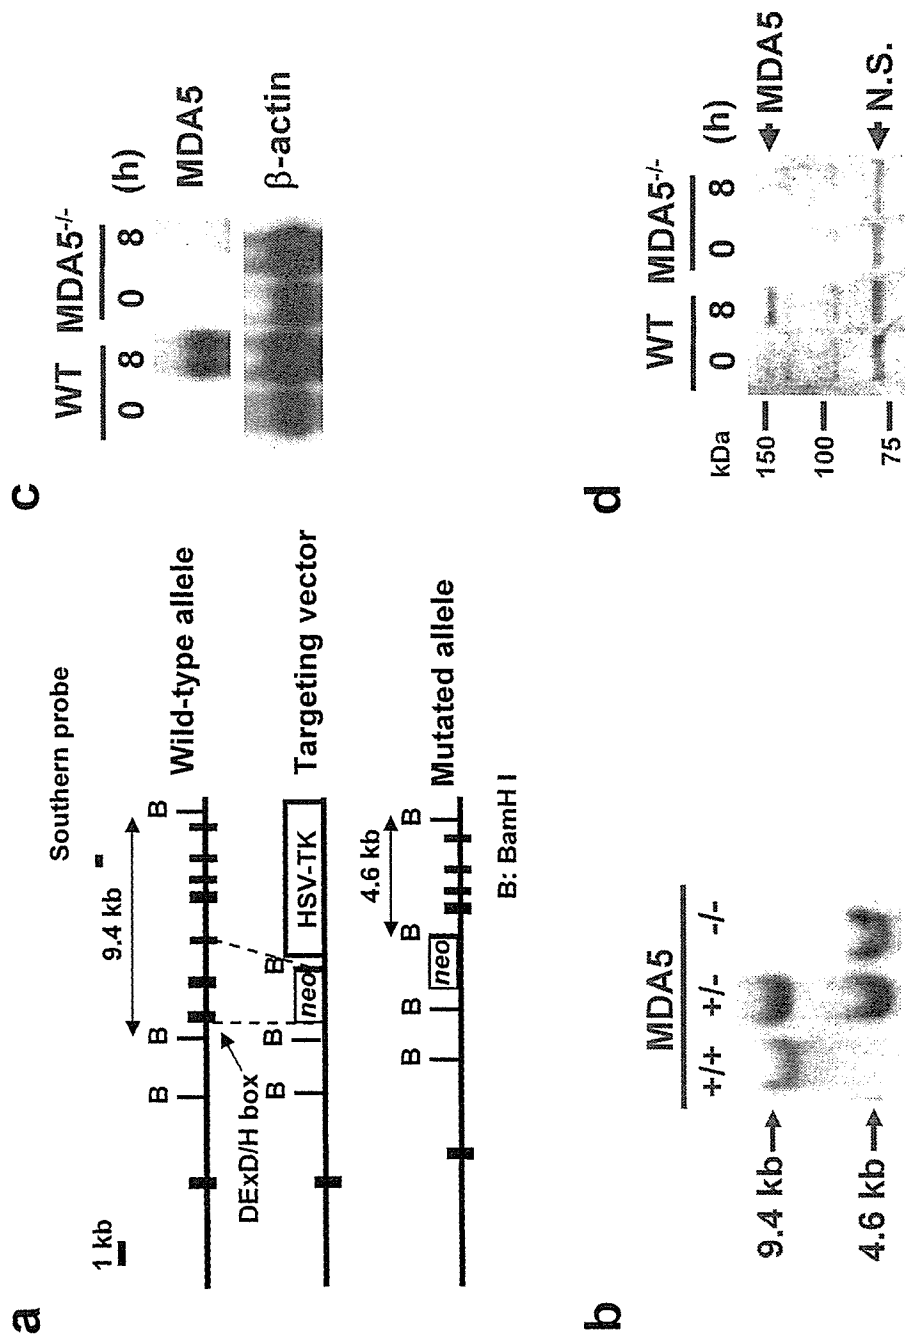 a
1 kb
Southern probe
9.4 kb
B
B
B
Wild-type allele
DExD/H box
B
B
B
neo
HSV-TK
Targeting vector
4.6 kb
B
B
B
B
neo
Mutated allele
B: BamH I
b
MDA5
+/+ +/- -/-
9.4 kb
4.6 kb
c
WT MDA5-/-
0 8 0 8 (h)
MDA5
β-actin
d
WT MDA5-/-
kDa 0 8 0 8 (h)
150
MDA5
100
75
N.S.